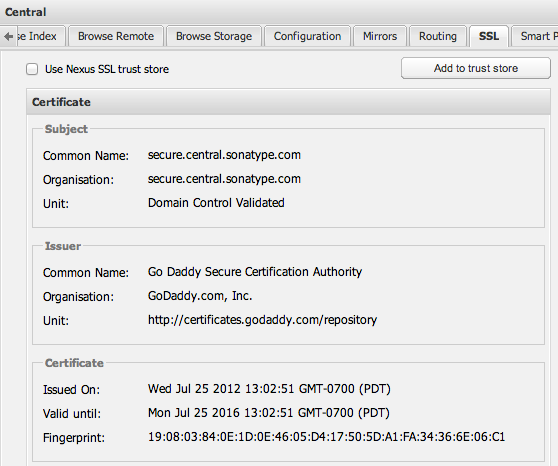 Central
se Index Browse Remote Browse Storage Configuration Mirrors Routing SSL Smart P
Use Nexus SSL trust store Add to trust store
Certificate
Subject
Common Name: secure.central.sonatype.com
Organisation: secure.central.sonatype.com
Unit: Domain Control Validated
Issuer
Common Name: Go Daddy Secure Certification Authority
Organisation: GoDaddy.com, Inc.
Unit: http://certificates.godaddy.com/repository
Certificate
Issued On: Wed Jul 25 2012 13:02:51 GMT-0700 (PDT)
Valid until: Mon Jul 25 2016 13:02:51 GMT-0700 (PDT)
Fingerprint: 19:08:03:84:0E:1D:0E:46:05:D4:17:50:5D:A1:FA:34:36:6E:06:C1